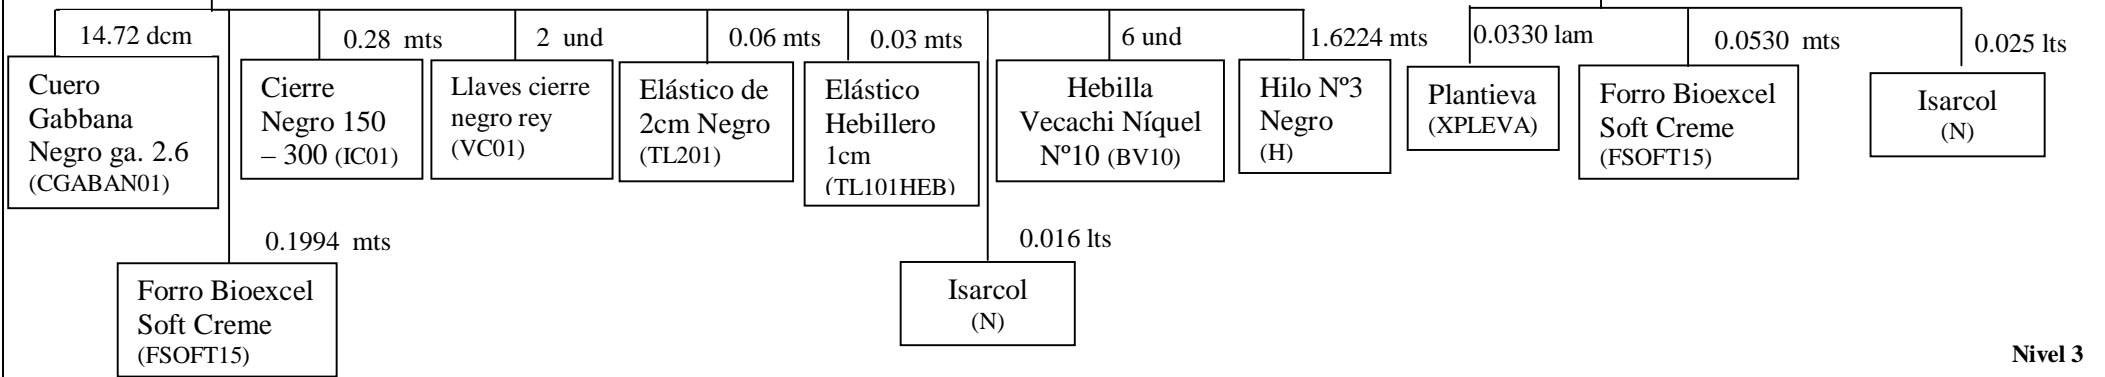 14.72 dcm
Cuero
Gabbana
Negro ga. 2.6
(CGABAN01)
0.1994 mts
Forro Bioexcel
Soft Creme
(FSOFT15)
0.28 mts
Cierre
Negro 150
– 300 (IC01)
2 und
Llaves cierre
negro rey
(VC01)
0.06 mts
Elástico de
2cm Negro
(TL201)
0.03 mts
Elástico
Hebillero
1cm
(TL101HEB)
0.016 lts
Isarcol
(N)
6 und
Hebilla
Vecachi Níquel
Nº10 (BV10)
1.6224 mts
Hilo Nº3
Negro
(H)
0.0330 lam
Plantieva
(XPLEVA)
0.0530 mts
Forro Bioexcel
Soft Creme
(FSOFT15)
0.025 lts
Isarcol
(N)
Nivel 3